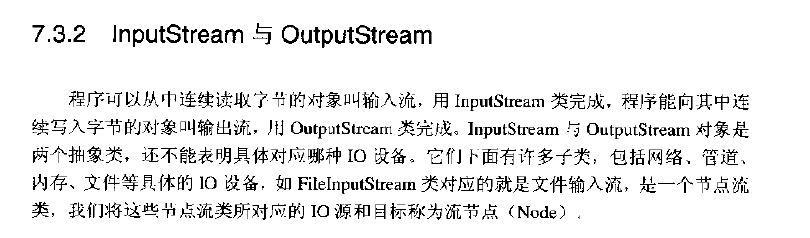 7.3.2 InputStream 与 OutputStream
程序可以从中连续读取字节的对象叫输入流，用 InputStream 类完成，程序能向其中连
续写入字节的对象叫输出流，用 OutputStream 类完成。InputStream 与 OutputStream 对象是
两个抽象类，还不能表明具体对应哪种 IO 设备。它们下面有许多子类，包括网络、管道、
内存、文件等具体的 IO 设备，如 FileInputStream 类对应的就是文件输入流，是一个节点流
类，我们将这些节点流类所对应的 IO 源和目标称为流节点（Node）。